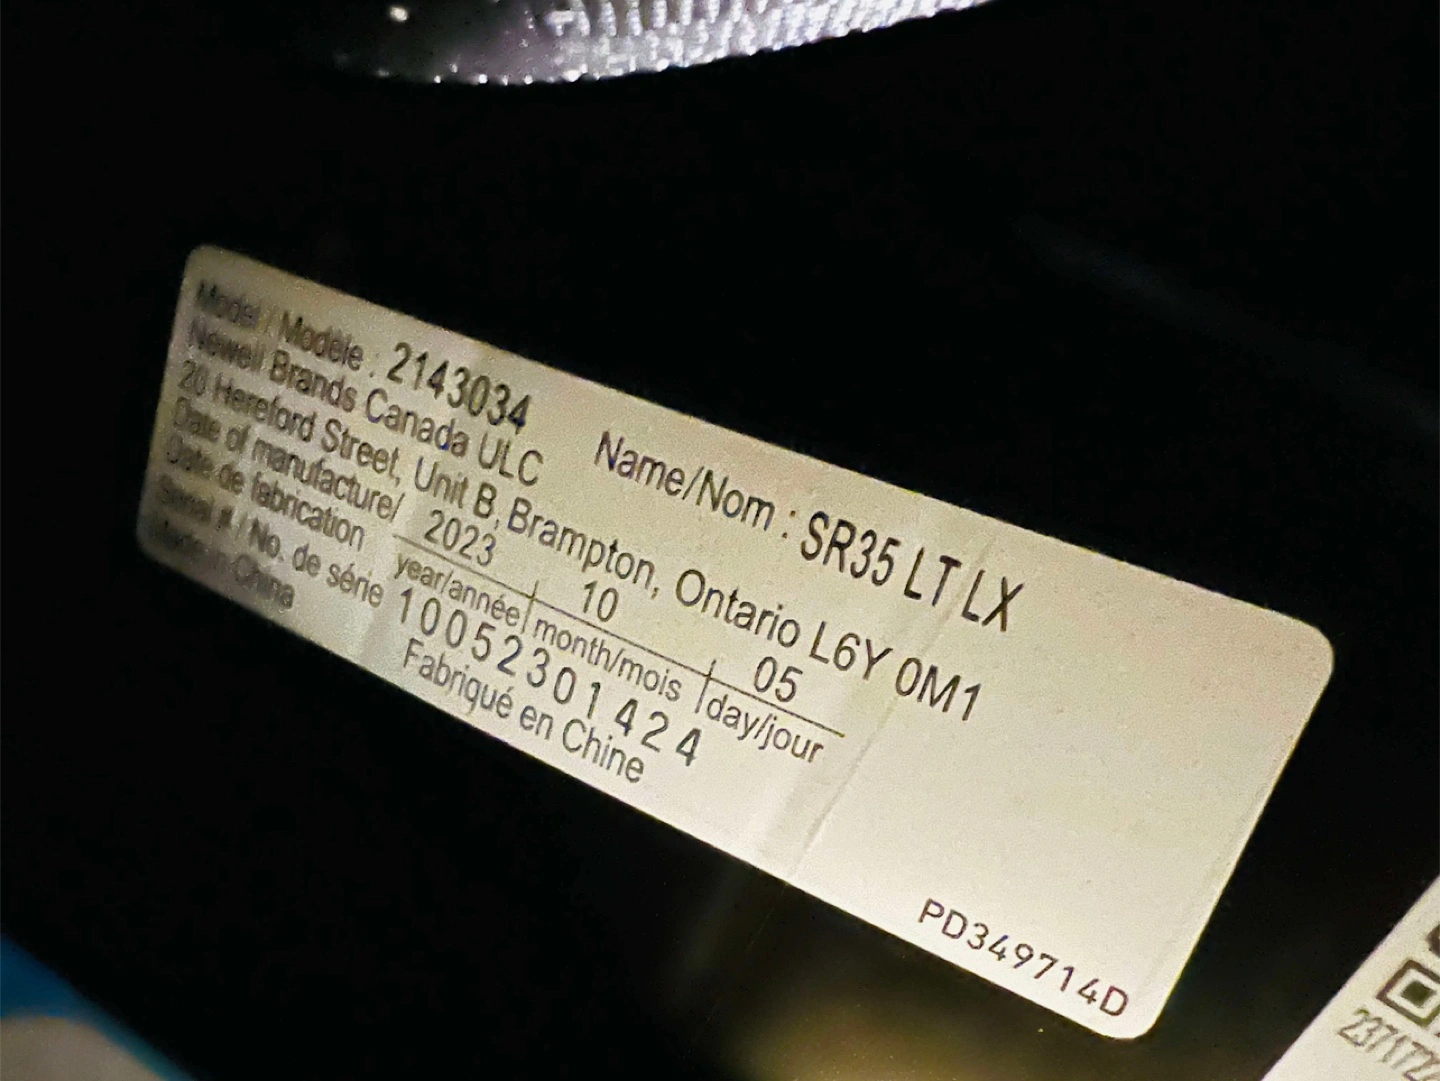 Model / Modèle : 2143034 Name/Nom : SR35 LT LX
Newell Brands Canada ULC
20 Hereford Street, Unit B, Brampton, Ontario L6Y 0M1
Date of manufacture/ 2023 10 05
Date de fabrication year/année month/mois day/jour
Serial #. / No. de série 10052301424
Made in China Fabriqué en Chine
PD349714D